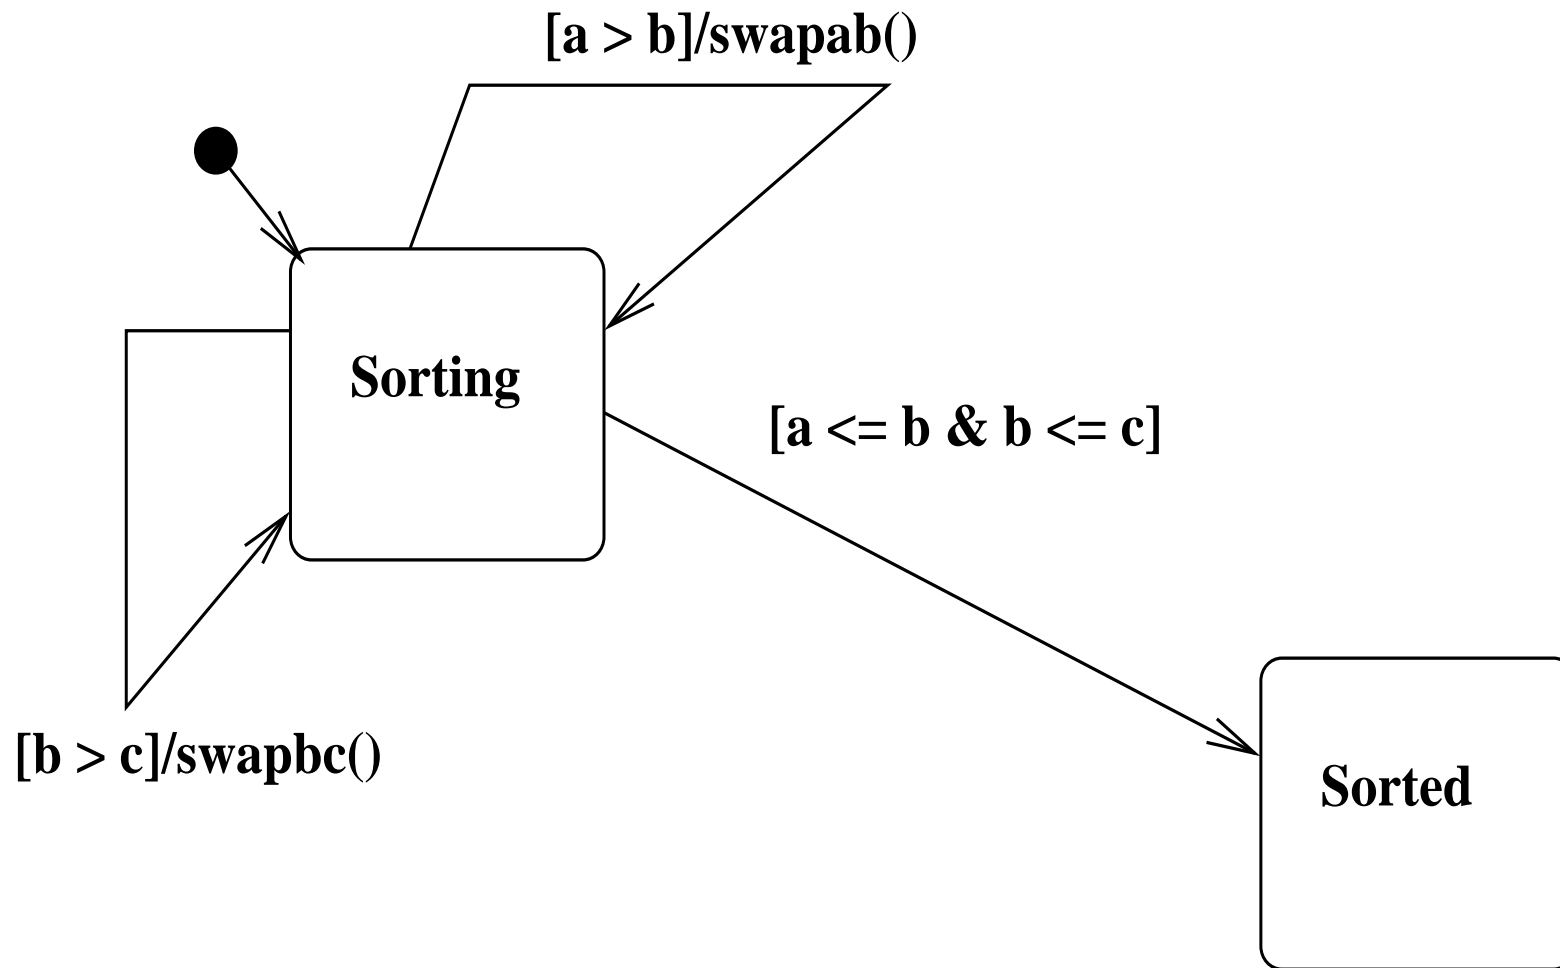 [a > b]/swapab()
Sorting
[a <= b & b <= c]
[b > c]/swapbc()
Sorted